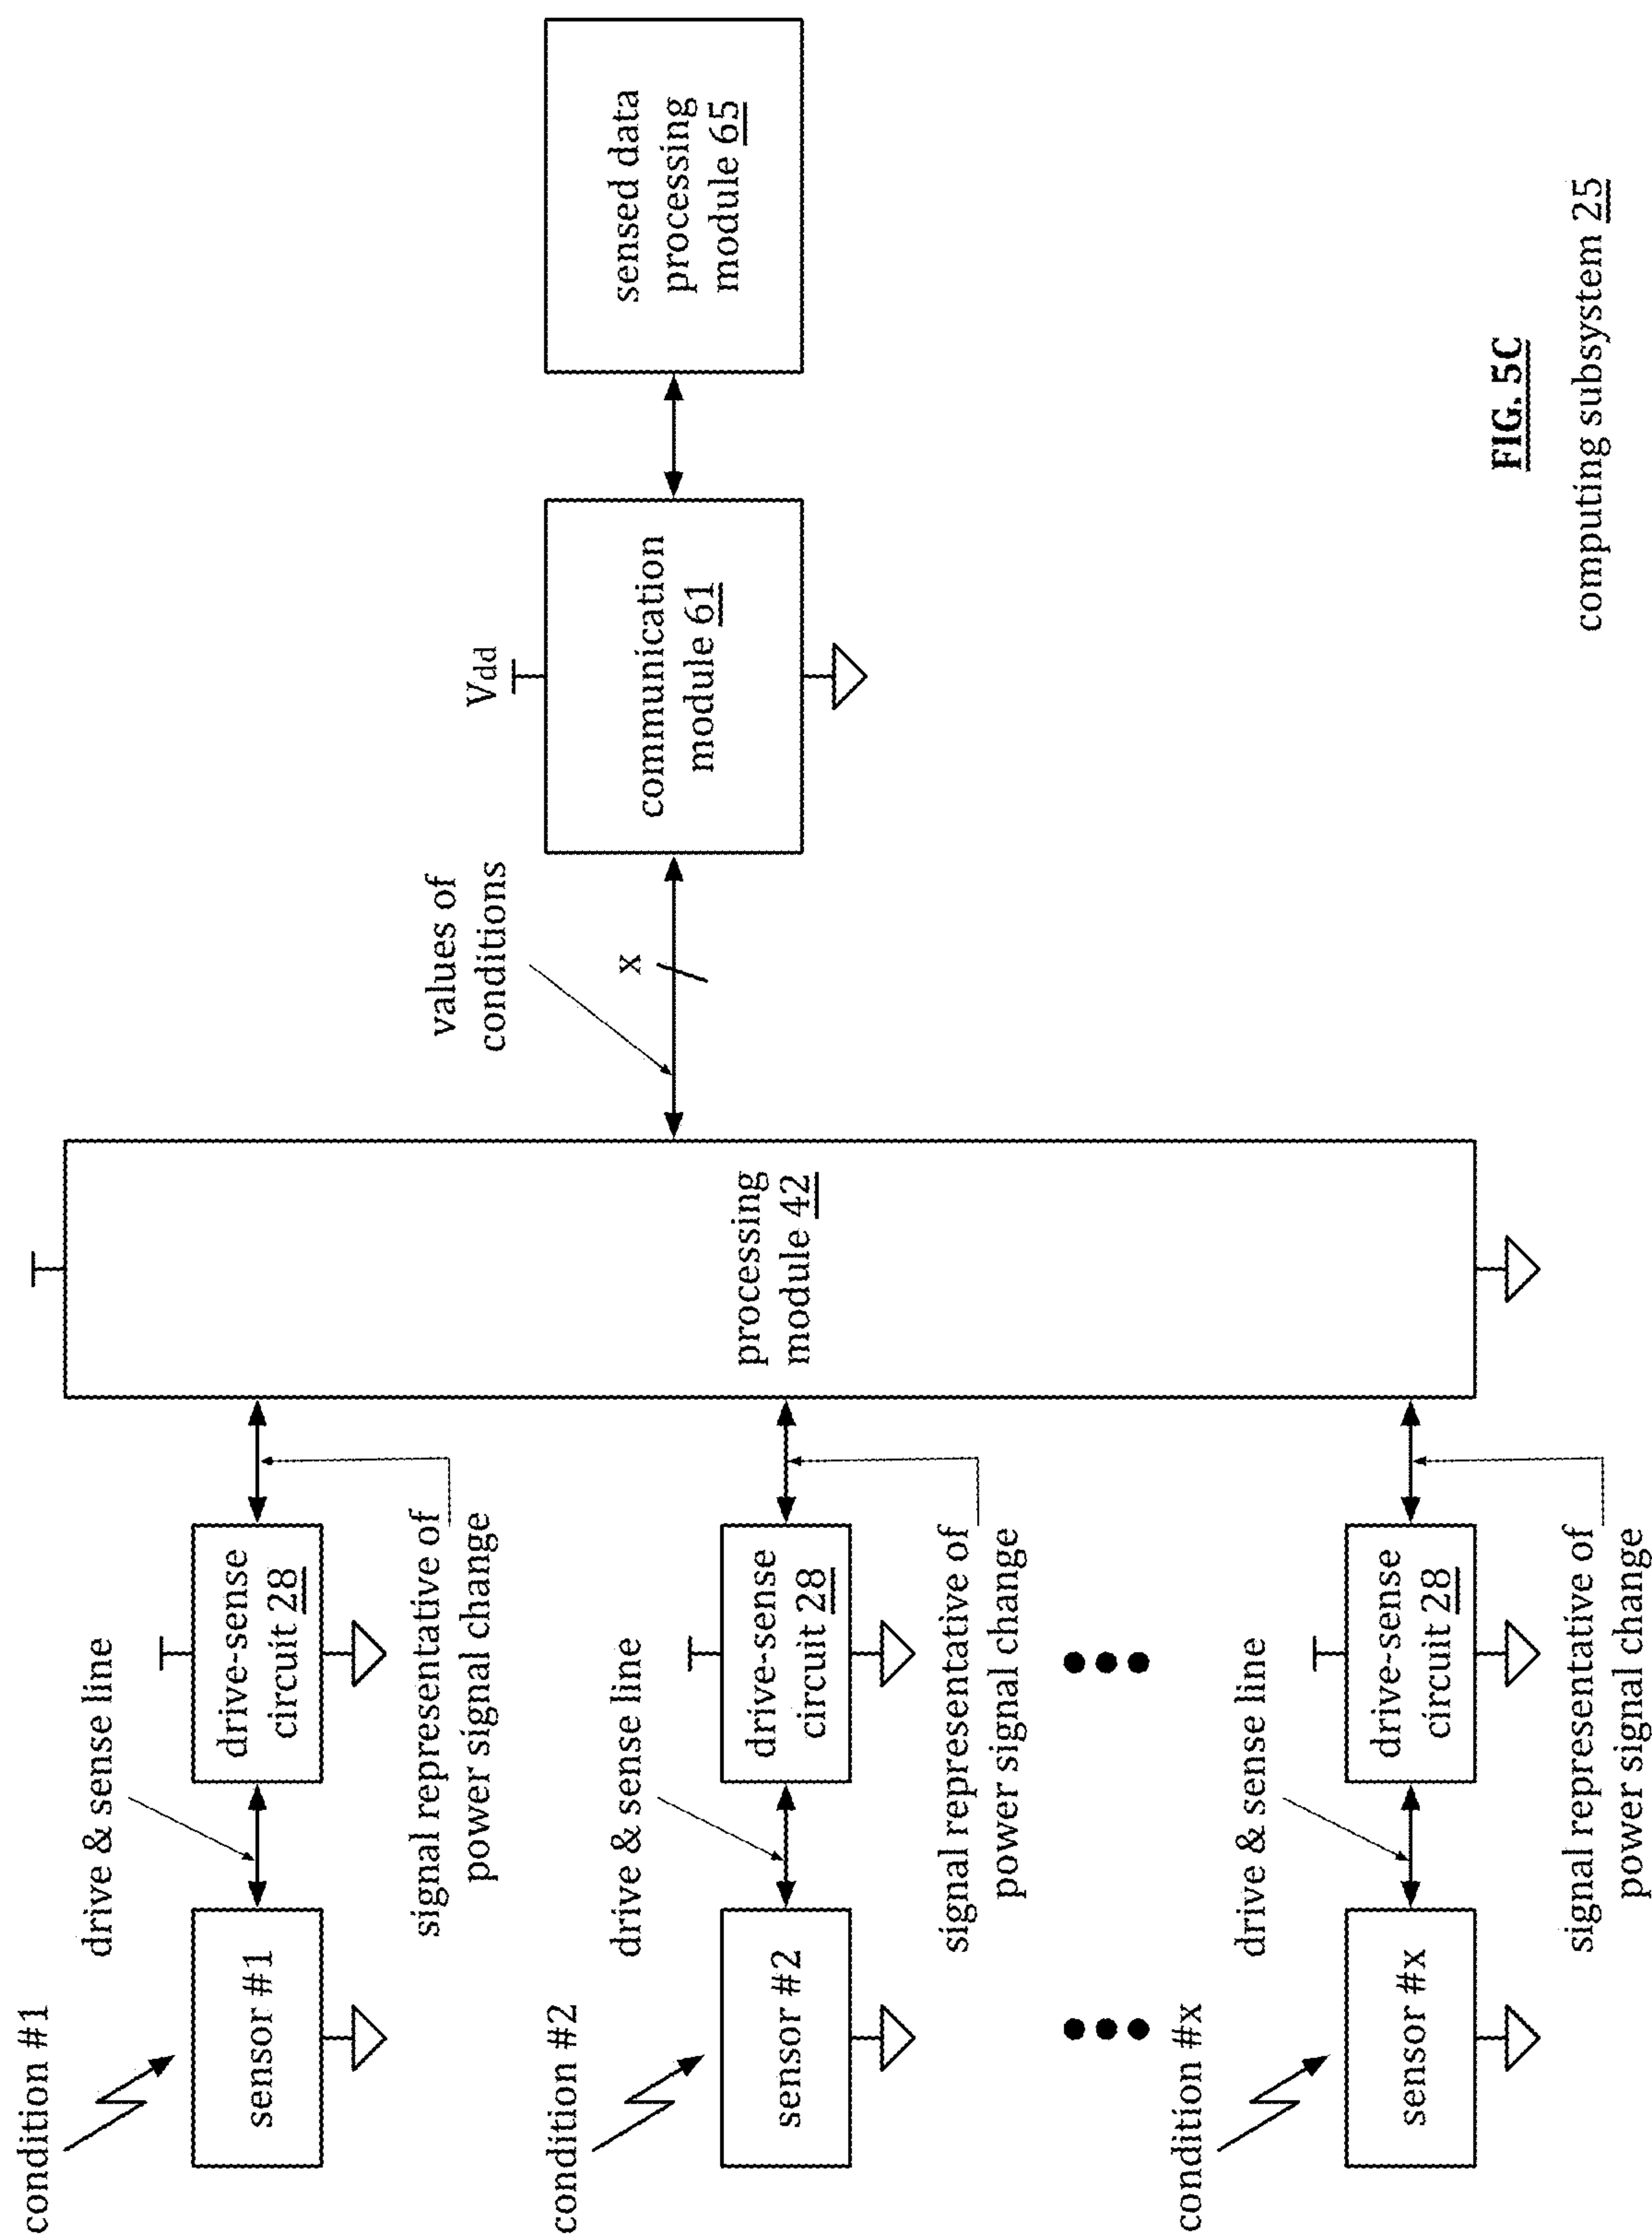 condition #1
sensor #1
drive & sense line
drive-sense
circuit 28
signal representative of
power signal change
condition #2
sensor #2
drive & sense line
drive-sense
circuit 28
signal representative of
power signal change
condition #x
sensor #x
drive & sense line
drive-sense
circuit 28
signal representative of
power signal change
processing
module 42
values of
conditions
x
Vdd
communication
module 61
sensed data
processing
module 65
FIG. 5C
computing subsystem 25